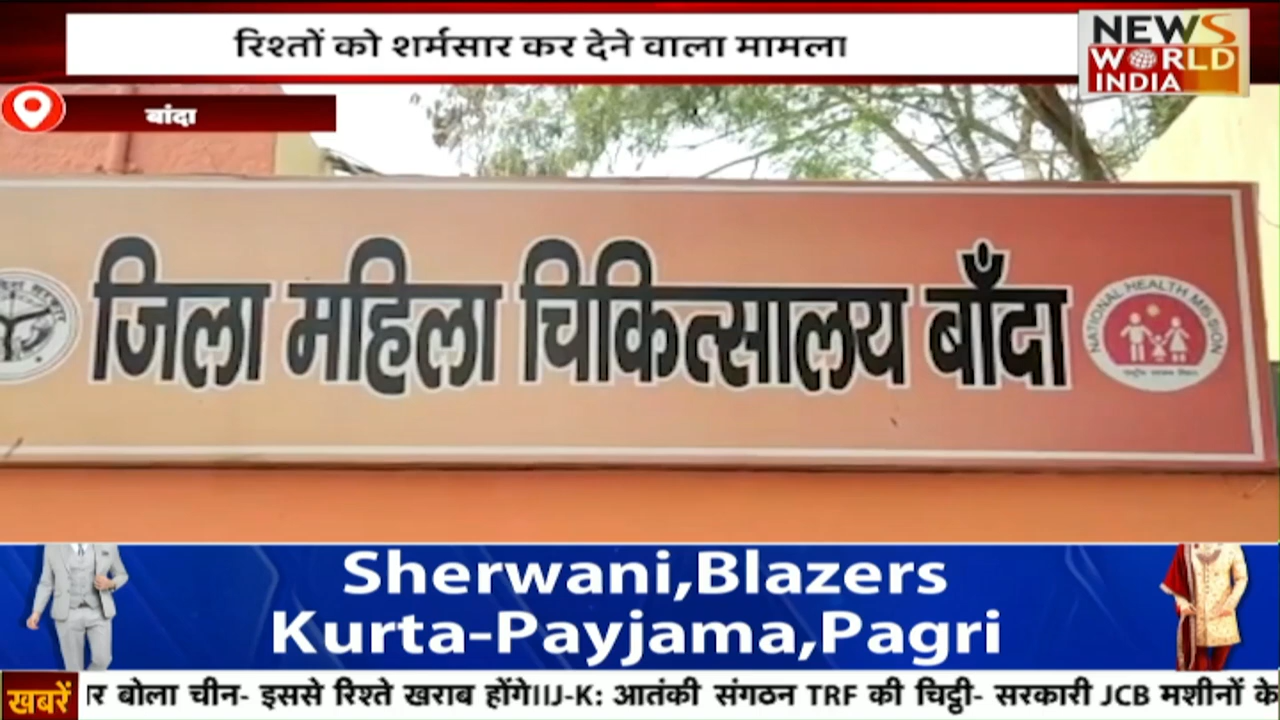 रिश्तों को शर्मसार कर देने वाला मामला
NEWS
WORLD
INDIA
बांदा
जिला महिला चिकित्सालय बाँदा
NATIONAL HEALTH MISSION
Sherwani,Blazers
Kurta-Payjama,Pagri
खबरें
र बोला चीन- इससे रिश्ते खराब होंगे||J-K: आतंकी संगठन TRF की चिट्ठी- सरकारी JCB मशीनों के